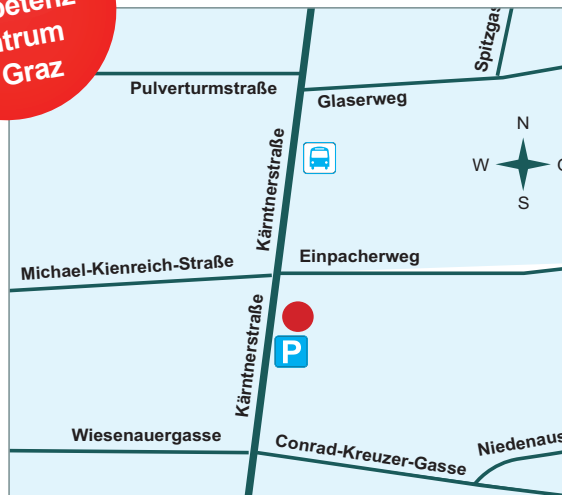 Graz
Pulverturmstraße
Glaserweg
Kärntnerstraße
N
W
S
Michael-Kienreich-Straße
Einpacherweg
Kärntnerstraße
P
Wiesenauergasse
Conrad-Kreuzer-Gasse